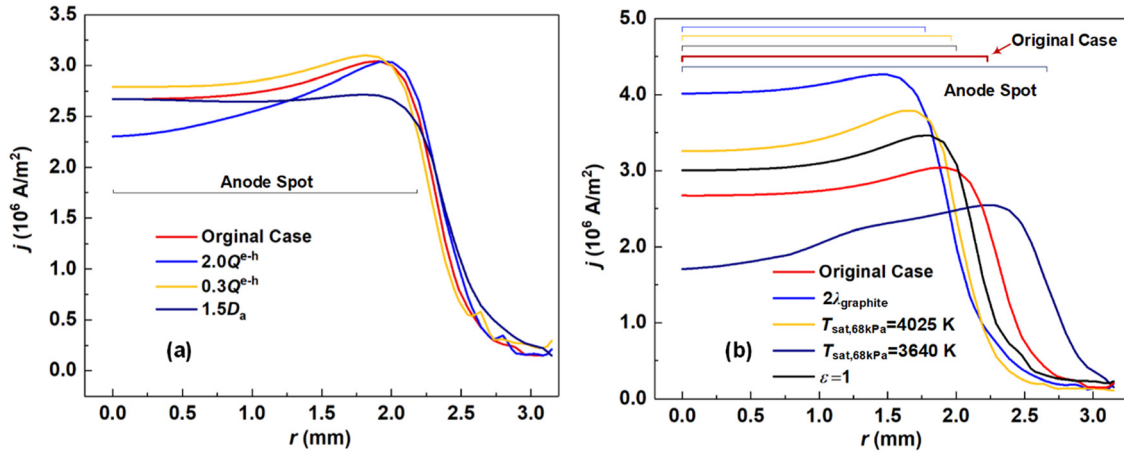 3.5
3.0
2.5
2.0
1.5
1.0
0.5
0.0
j (10⁶ A/m²)
Anode Spot
Orginal Case
2.0Qᵉ⁻ʰ
0.3Qᵉ⁻ʰ
1.5Dₐ
(a)
0.0 0.5 1.0 1.5 2.0 2.5 3.0
r (mm)
5.0
4.0
3.0
2.0
1.0
0.0
j (10⁶ A/m²)
Original Case
Anode Spot
Original Case
2λgraphite
Tsat,68kPa=4025 K
Tsat,68kPa=3640 K
ε=1
(b)
0.0 0.5 1.0 1.5 2.0 2.5 3.0
r (mm)